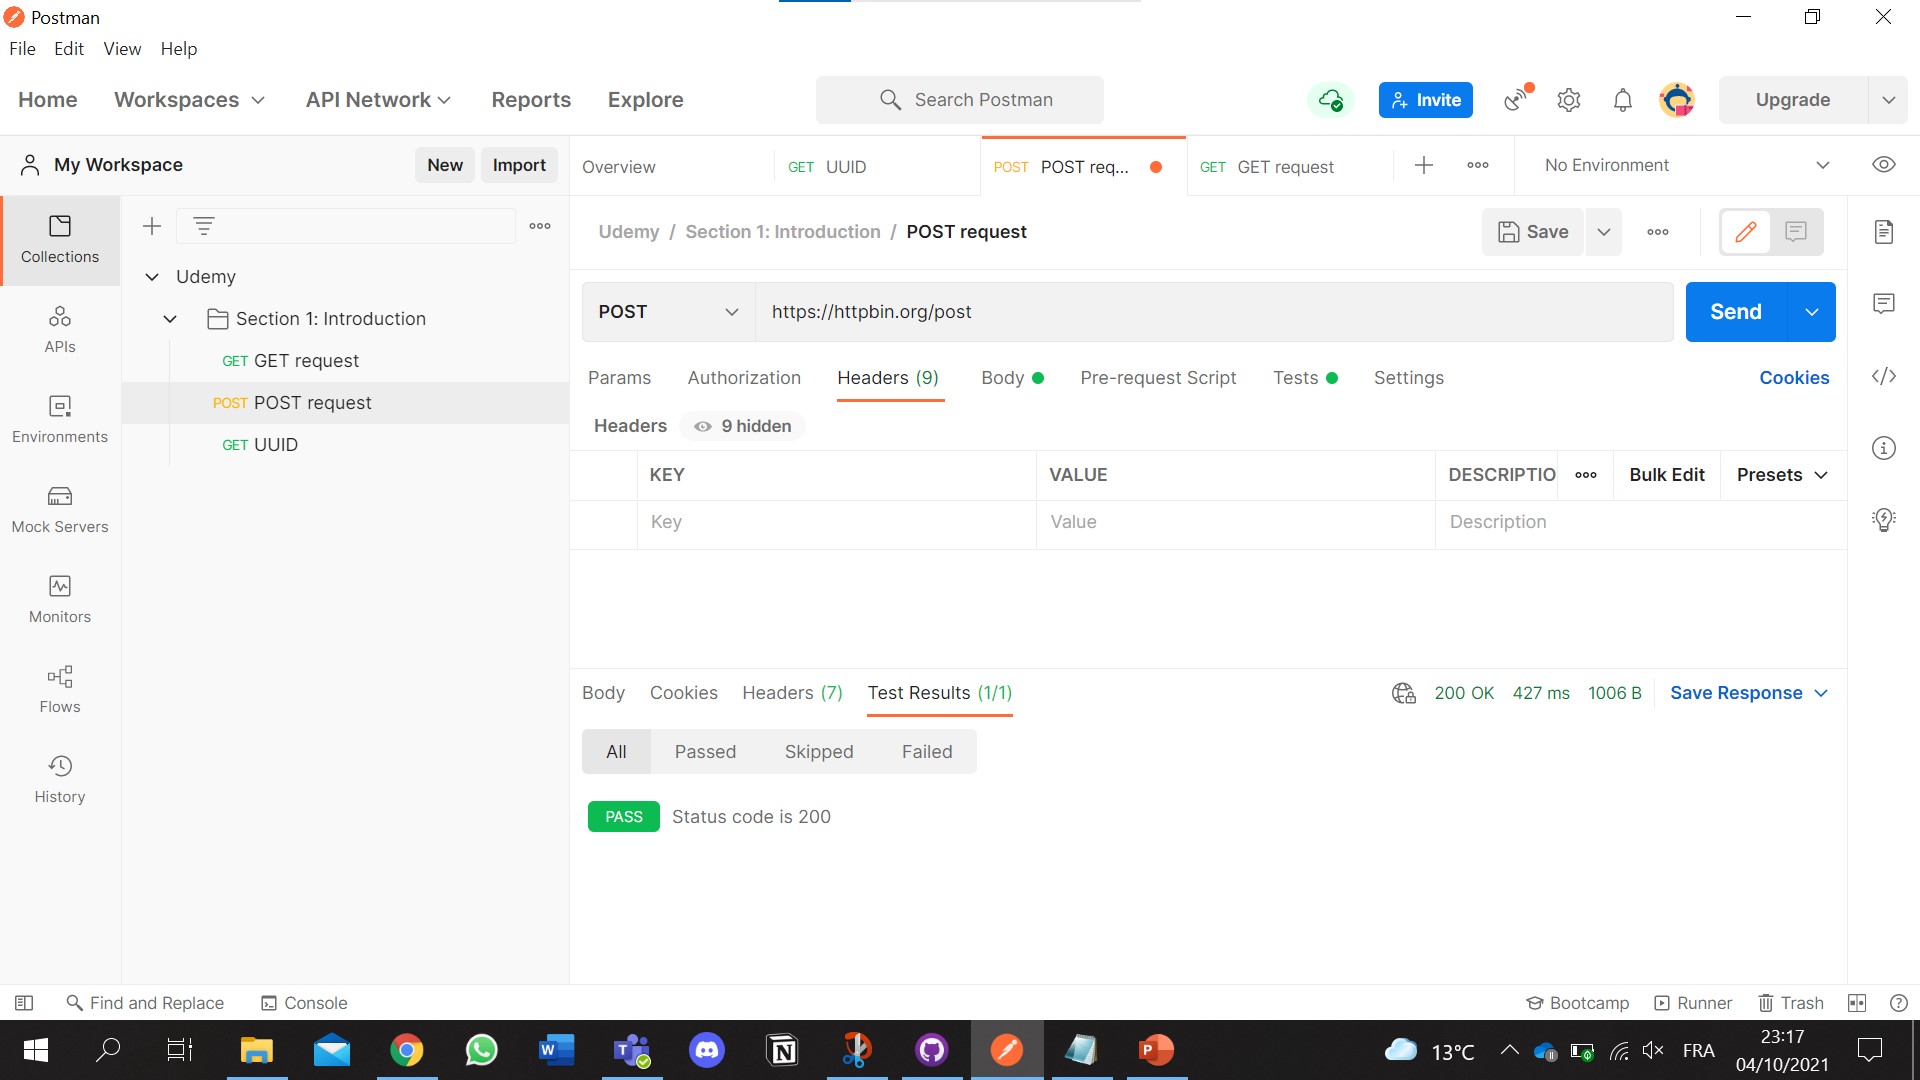 Postman
File Edit View Help
Home Workspaces API Network Reports Explore Search Postman Invite Upgrade
My Workspace New Import Overview GET UUID POST POST req... GET GET request No Environment
Collections
Udemy / Section 1: Introduction / POST request Save
Udemy
Section 1: Introduction
GET GET request
POST POST request
GET UUID
APIs
Environments
Mock Servers
Monitors
Flows
History
POST https://httpbin.org/post Send
Params Authorization Headers (9) Body Pre-request Script Tests Settings Cookies
Headers 9 hidden
KEY VALUE DESCRIPTIO Bulk Edit Presets
Key Value Description
Body Cookies Headers (7) Test Results (1/1) 200 OK 427 ms 1006 B Save Response
All Passed Skipped Failed
PASS Status code is 200
Find and Replace Console Bootcamp Runner Trash
13°C FRA 23:17
04/10/2021